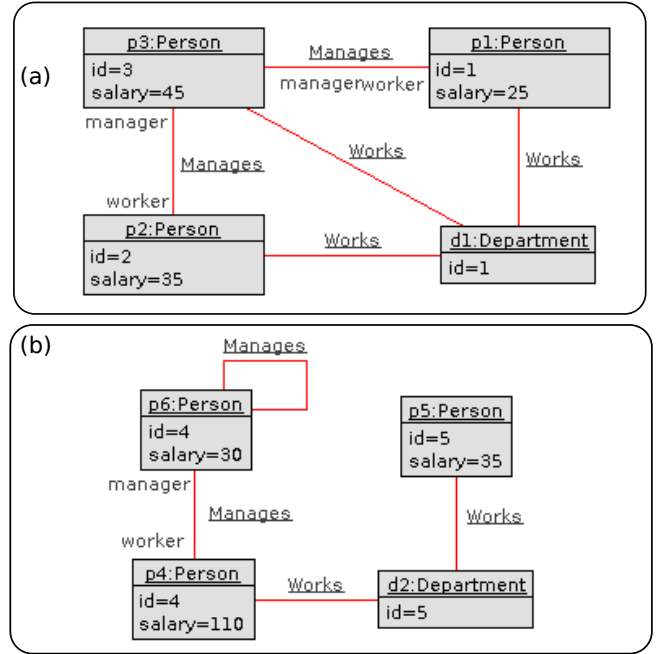 (a)
p3:Person
id=3
salary=45
Manages
manager worker
p1:Person
id=1
salary=25
manager
Manages
worker
Works
Works
p2:Person
id=2
salary=35
Works
d1:Department
id=1
(b)
Manages
p6:Person
id=4
salary=30
p5:Person
id=5
salary=35
manager
Manages
worker
Works
p4:Person
id=4
salary=110
Works
d2:Department
id=5